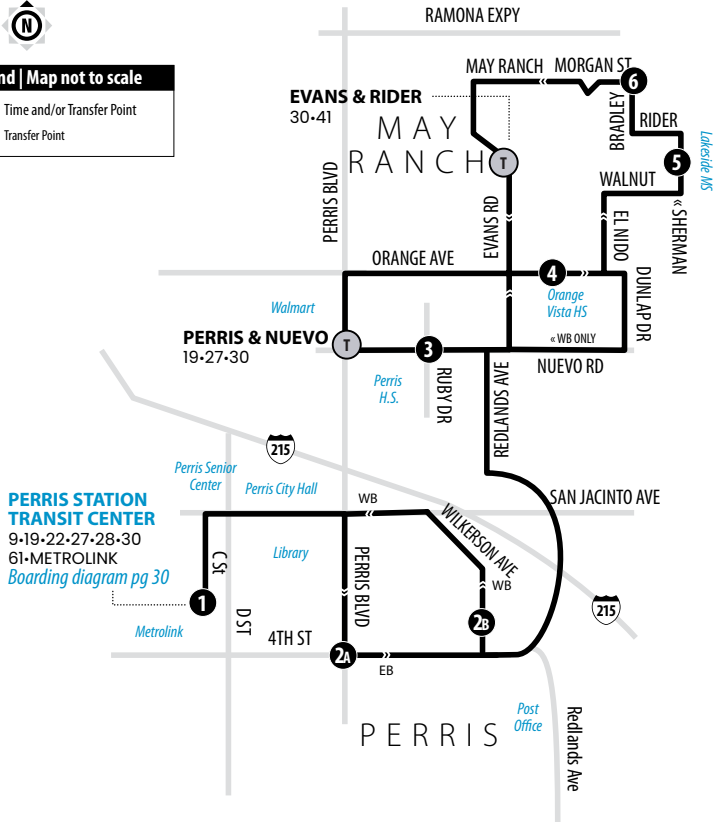 N
RAMONA EXPY
nd | Map not to scale
Time and/or Transfer Point
Transfer Point
MAY RANCH
MORGAN ST
6
EVANS & RIDER
30•41
BRADLEY
RIDER
MAY
RANCH
T
5
Lakeside MS
PERRIS BLVD
WALNUT
EVANS RD
EL NIDO
« SHERMAN
ORANGE AVE
4
DUNLAP DR
Walmart
Orange
Vista HS
PERRIS & NUEVO
19•27•30
T
3
« WB ONLY
NUEVO RD
Perris
H.S.
RUBY DR
REDLANDS AVE
215
Perris Senior
Center
Perris City Hall
SAN JACINTO AVE
WB
PERRIS STATION
TRANSIT CENTER
9•19•22•27•28•30
61•METROLINK
Boarding diagram pg 30
WILKERSON AVE
C St
Library
PERRIS BLVD
WB
1
215
D ST
2B
Metrolink
4TH ST
2A
EB
PERRIS
Post
Office
Redlands Ave